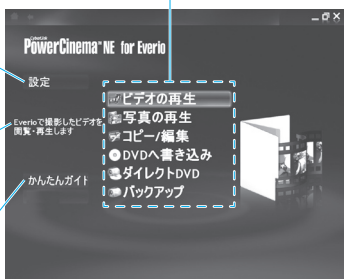 CyberLink
PowerCinema NE for Everio
設定
Everioで撮影したビデオを
閲覧・再生します
かんたんガイド
ビデオの再生
写真の再生
コピー/編集
DVDへ書き込み
ダイレクトDVD
バックアップ